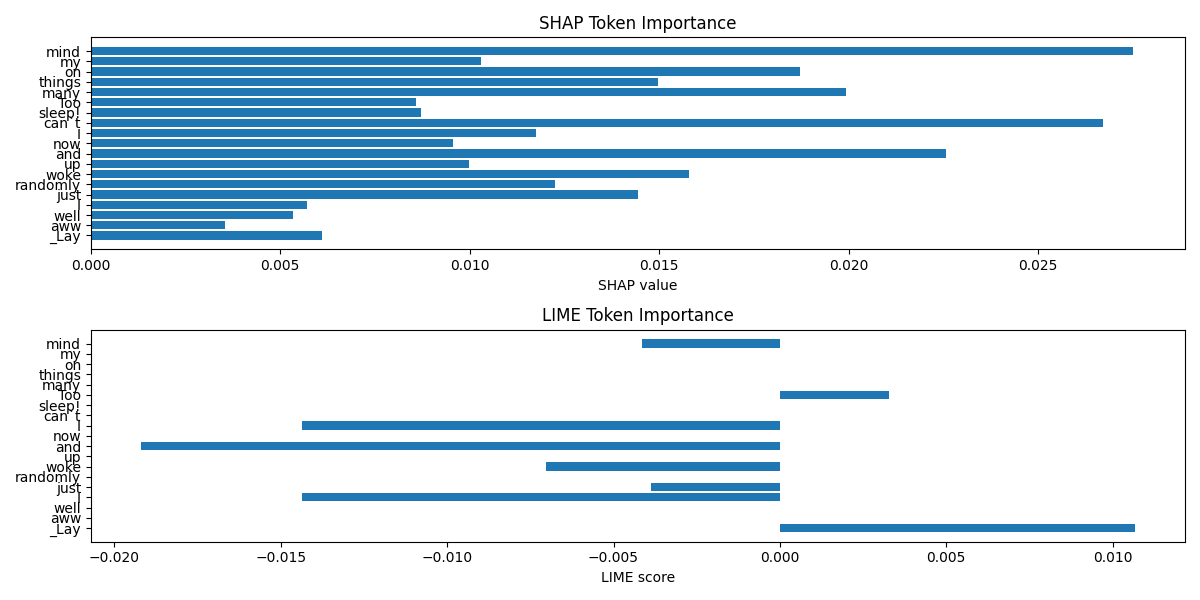 SHAP Token Importance
mind
my
on
things
many
Too
sleep!
can`t
I
now
and
up
woke
randomly
just
I
well
aww
_Lay
0.000 0.005 0.010 0.015 0.020 0.025
SHAP value
LIME Token Importance
mind
my
on
things
many
Too
sleep!
can`t
I
now
and
up
woke
randomly
just
I
well
aww
_Lay
−0.020 −0.015 −0.010 −0.005 0.000 0.005 0.010
LIME score